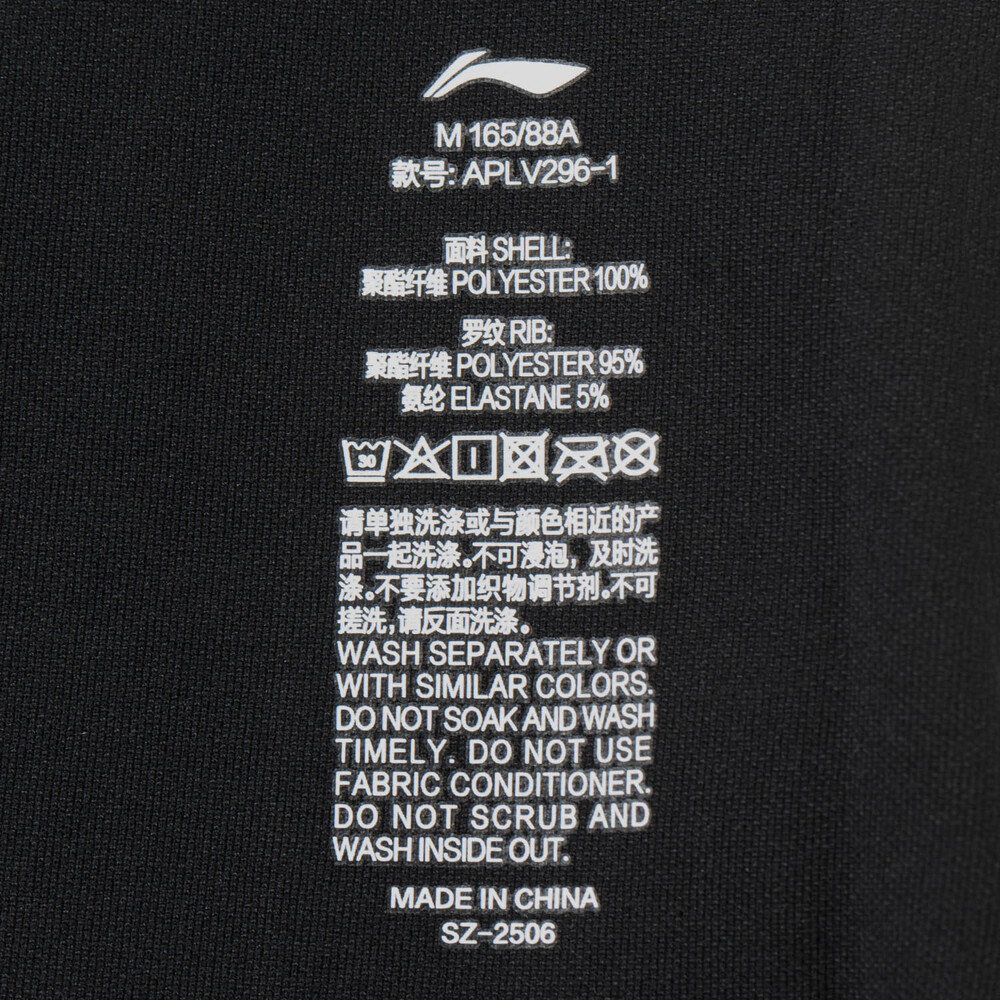 M 165/88A
款号: APLV296-1
面料 SHELL:
聚酯纤维 POLYESTER 100%
罗纹 RIB:
聚酯纤维 POLYESTER 95%
氨纶 ELASTANE 5%
30
请单独洗涤或与颜色相近的产
品一起洗涤。不可浸泡，及时洗
涤。不要添加织物调节剂。不可
搓洗，请反面洗涤。
WASH SEPARATELY OR
WITH SIMILAR COLORS.
DO NOT SOAK AND WASH
TIMELY. DO NOT USE
FABRIC CONDITIONER.
DO NOT SCRUB AND
WASH INSIDE OUT.
MADE IN CHINA
SZ-2506